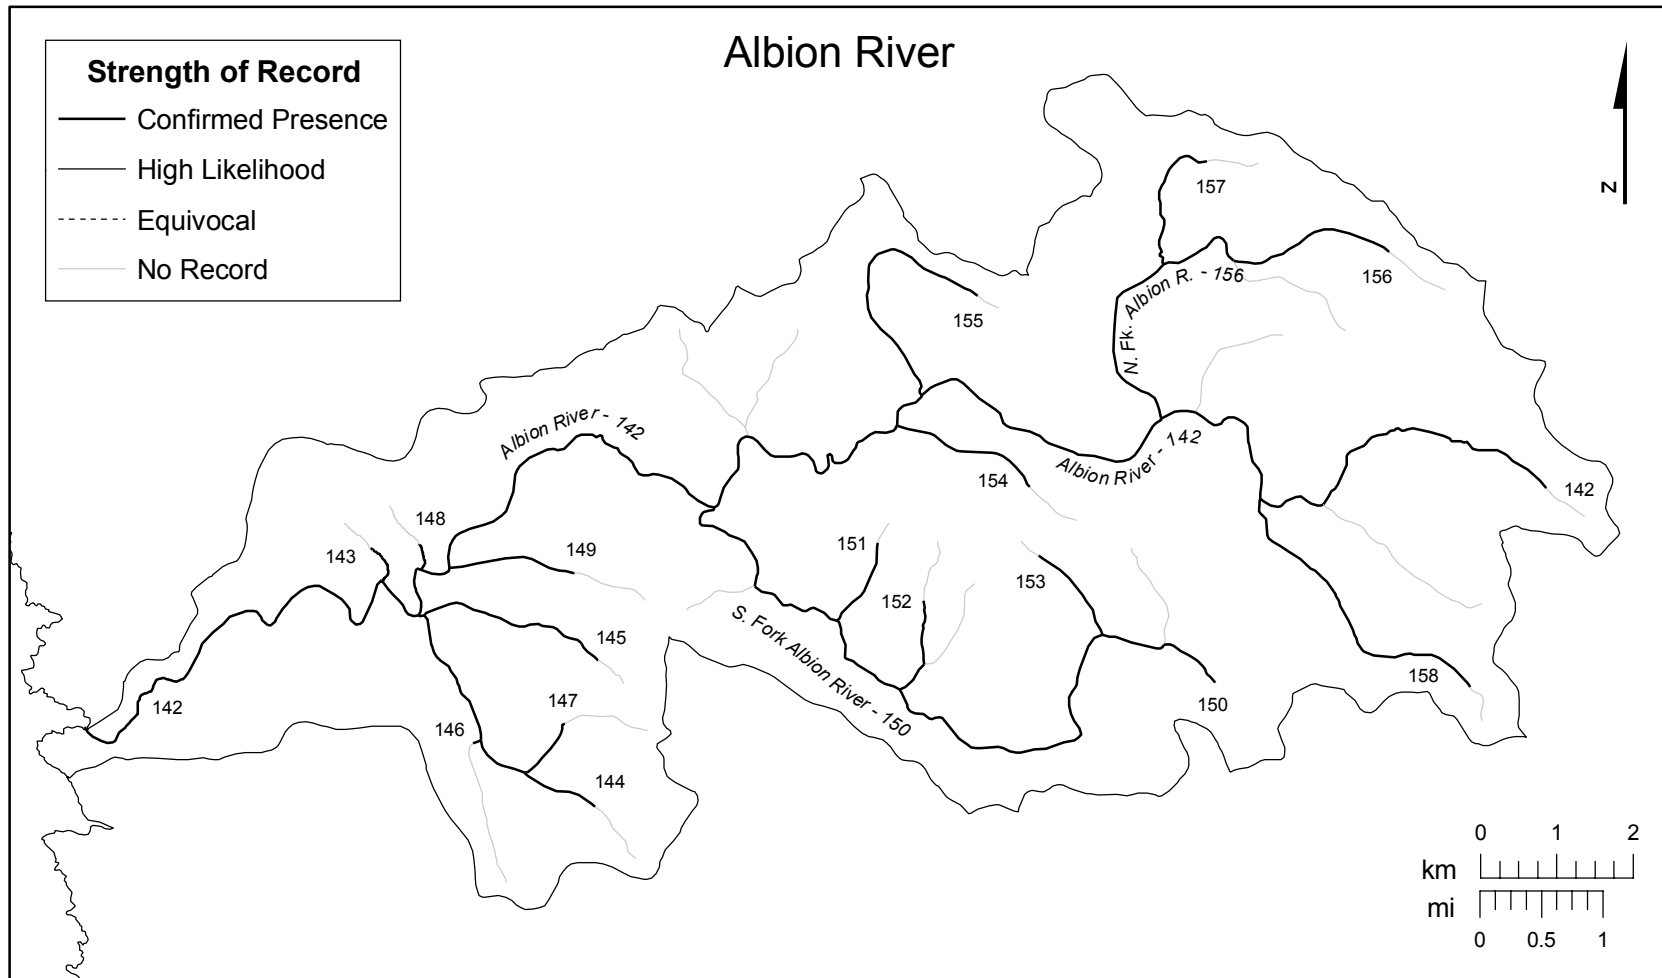 Albion River
Strength of Record
Confirmed Presence
High Likelihood
Equivocal
No Record
N
157
N. Fk. Albion R. - 156
156
155
Albion River - 142
Albion River - 142
154
142
148
143
149
151
153
152
145
S. Fork Albion River - 150
158
142
147
150
146
144
0 1 2
km
mi
0 0.5 1